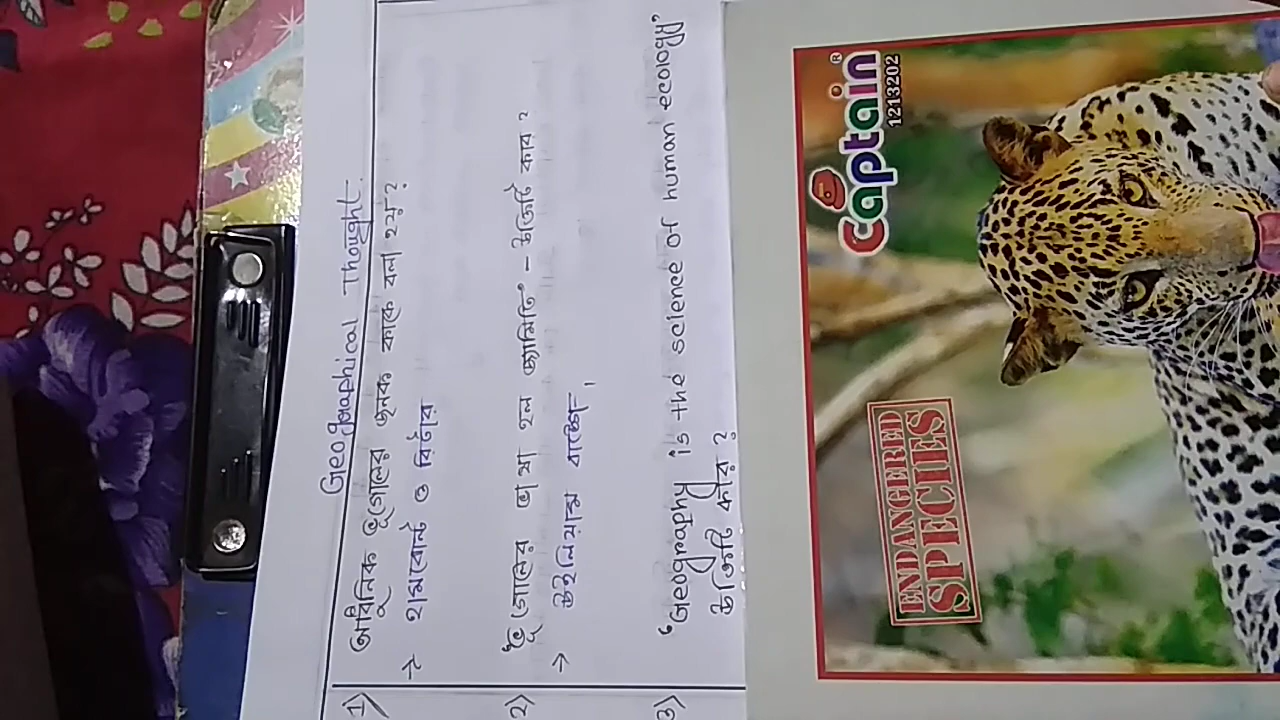 Geographical Thought.
1) আধুনিক ভূগোলের জনক কাকে বলা হয়?
→ হামবোল্ট ও রিটার
2) "ভূগোলের ভাষা হল জ্যামিতি" - উক্তিটি কার?
→ উইলিয়াম বাঙ্গে।
৩) "Geography is the science of human ecology"
উক্তিটি কার?
Captain®
1213202
ENDANGERED
SPECIES